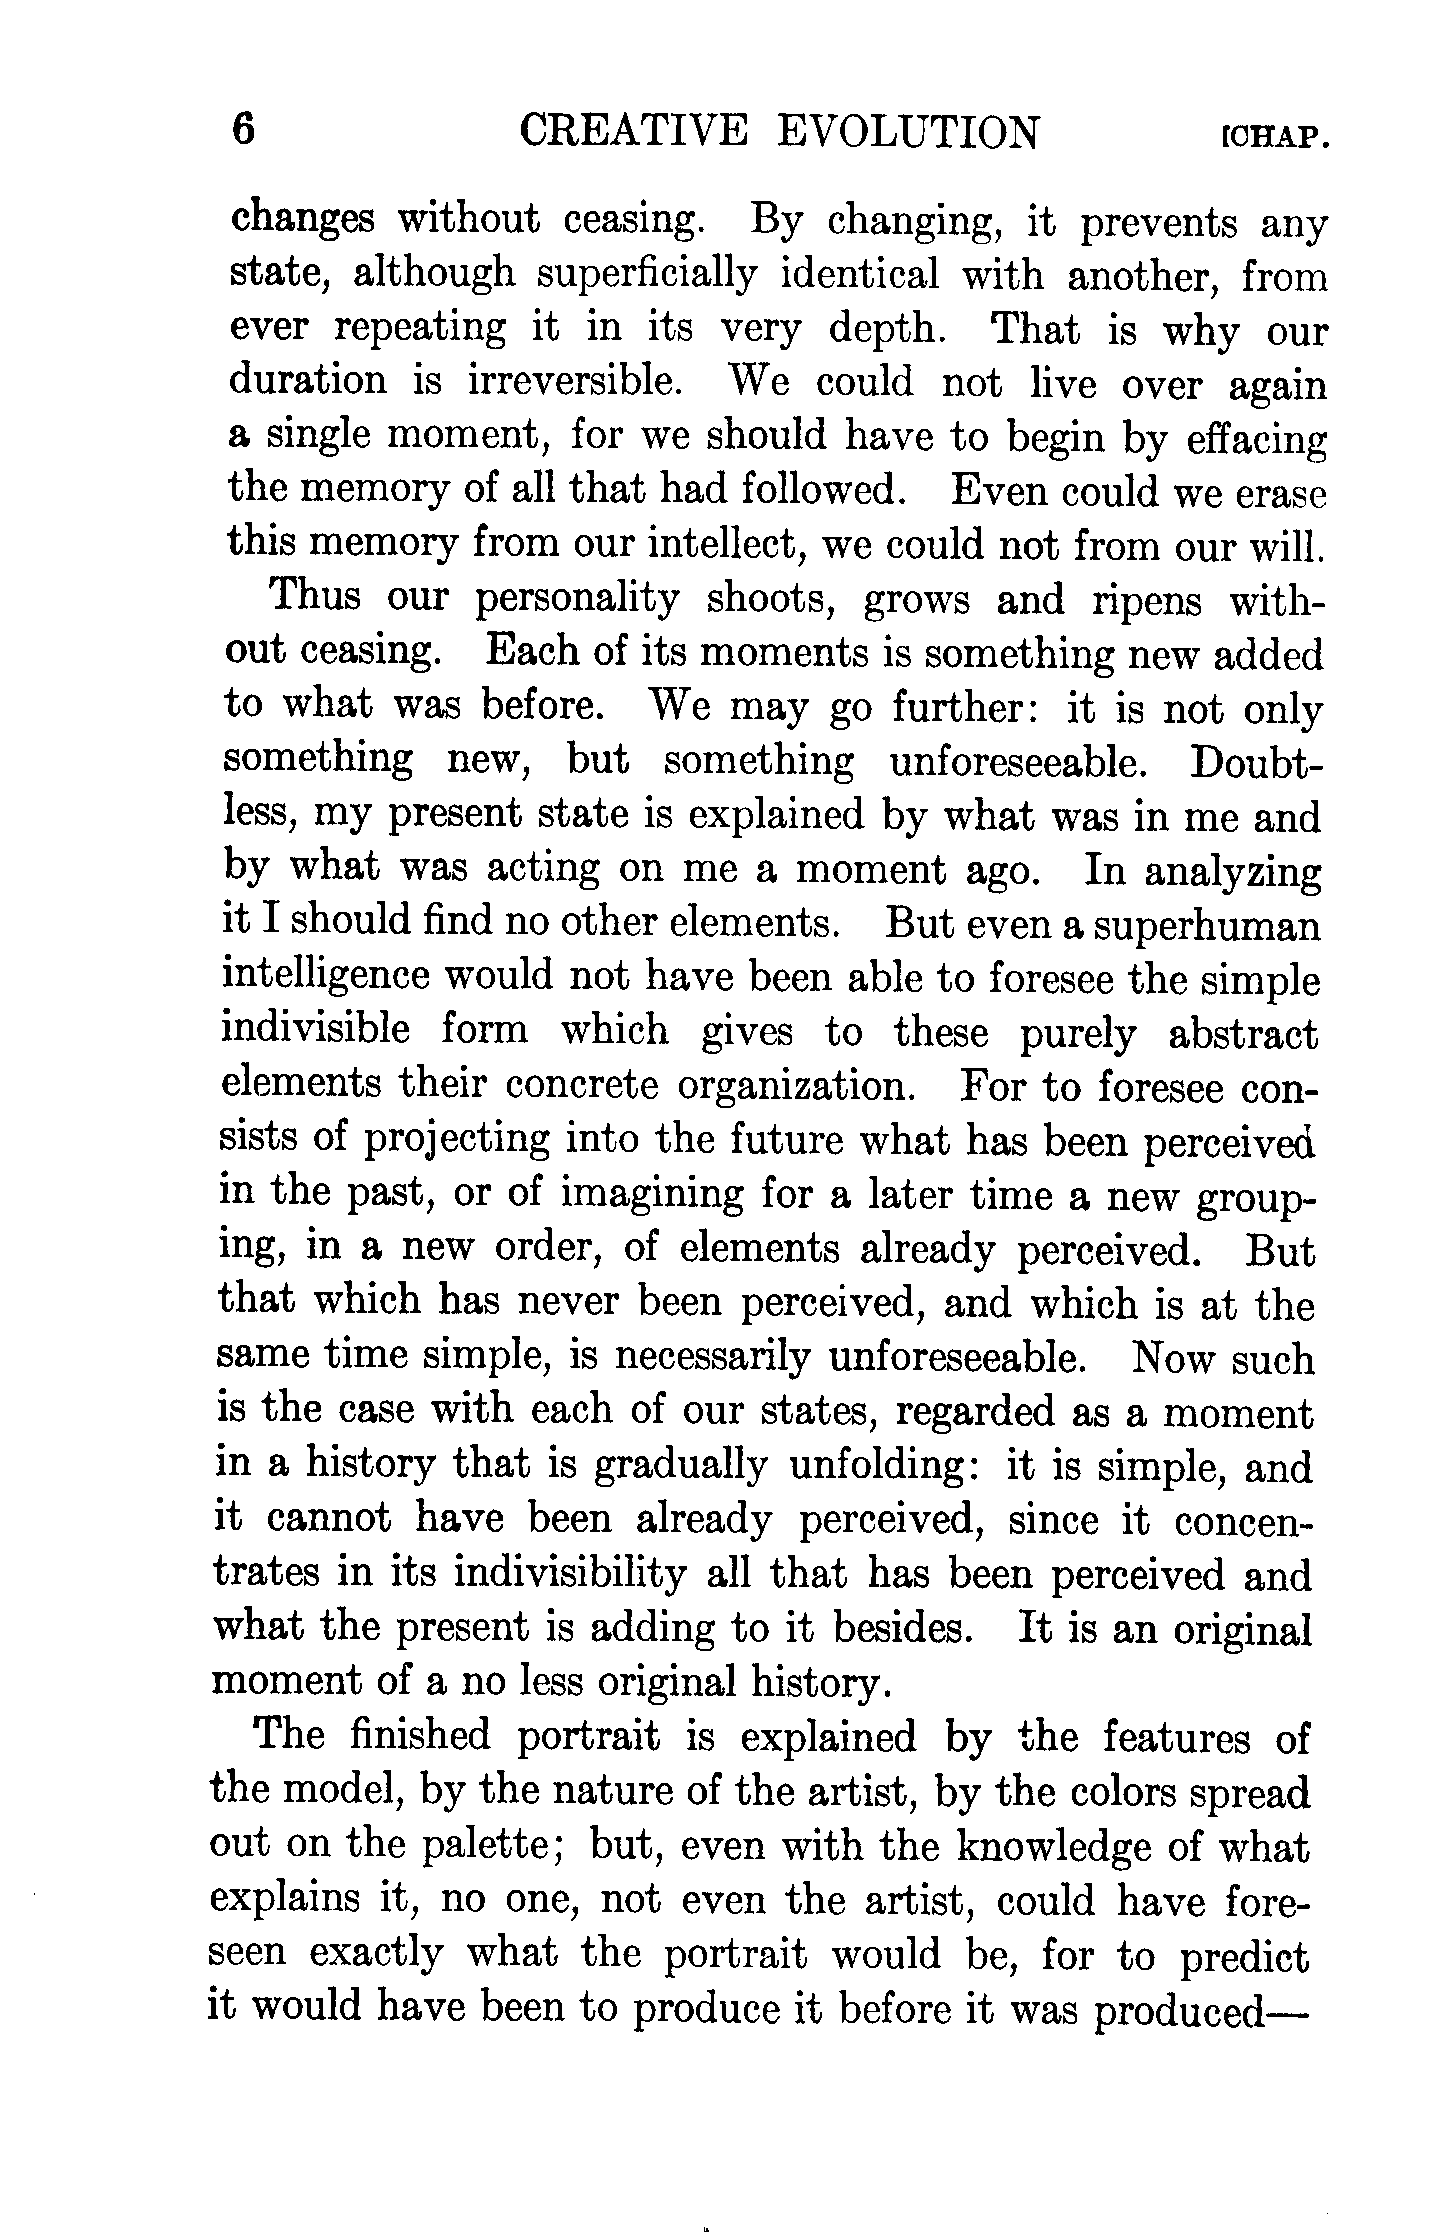 6 CREATIVE EVOLUTION [CHAP.
changes without ceasing. By changing, it prevents any
state, although superficially identical with another, from
ever repeating it in its very depth. That is why our
duration is irreversible. We could not live over again
a single moment, for we should have to begin by effacing
the memory of all that had followed. Even could we erase
this memory from our intellect, we could not from our will.
Thus our personality shoots, grows and ripens with-
out ceasing. Each of its moments is something new added
to what was before. We may go further: it is not only
something new, but something unforeseeable. Doubt-
less, my present state is explained by what was in me and
by what was acting on me a moment ago. In analyzing
it I should find no other elements. But even a superhuman
intelligence would not have been able to foresee the simple
indivisible form which gives to these purely abstract
elements their concrete organization. For to foresee con-
sists of projecting into the future what has been perceived
in the past, or of imagining for a later time a new group-
ing, in a new order, of elements already perceived. But
that which has never been perceived, and which is at the
same time simple, is necessarily unforeseeable. Now such
is the case with each of our states, regarded as a moment
in a history that is gradually unfolding: it is simple, and
it cannot have been already perceived, since it concen-
trates in its indivisibility all that has been perceived and
what the present is adding to it besides. It is an original
moment of a no less original history.
The finished portrait is explained by the features of
the model, by the nature of the artist, by the colors spread
out on the palette; but, even with the knowledge of what
explains it, no one, not even the artist, could have fore-
seen exactly what the portrait would be, for to predict
it would have been to produce it before it was produced—